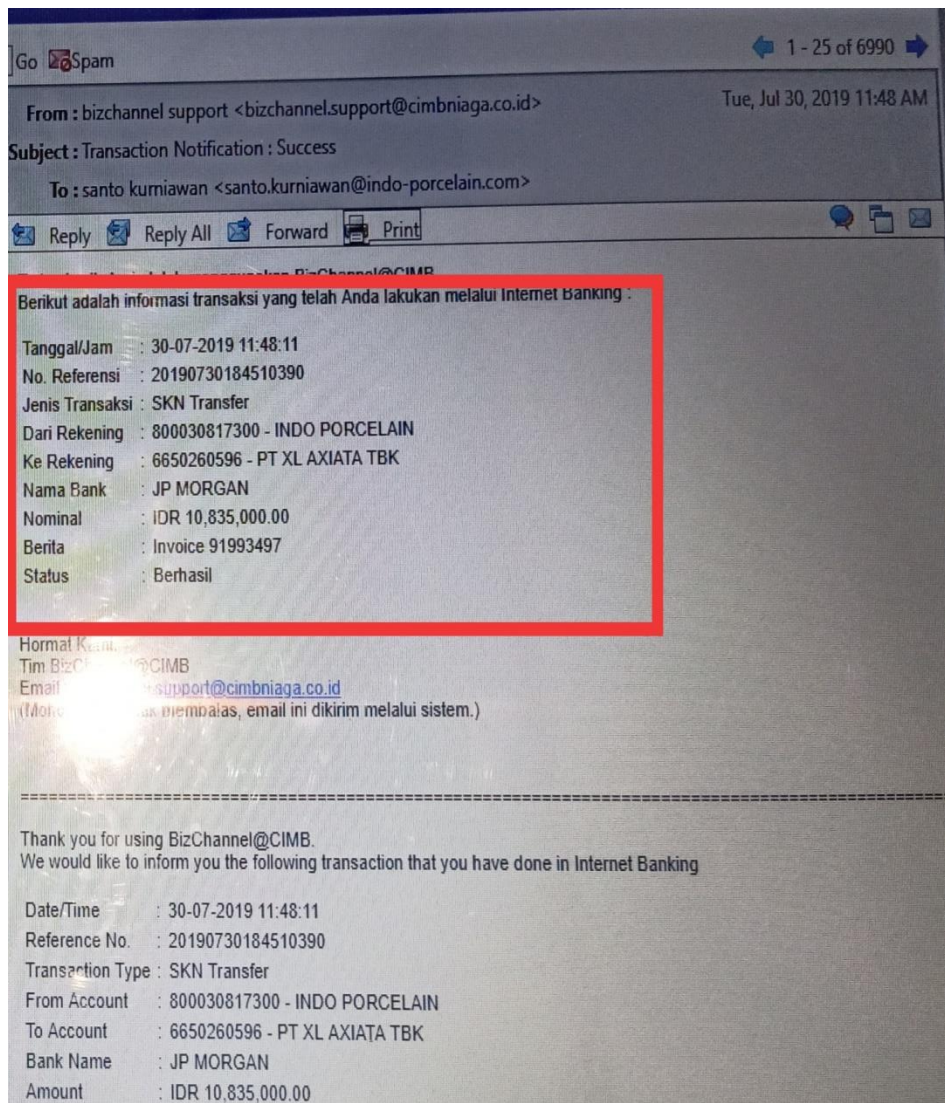 Go Spam
1 - 25 of 6990
From : bizchannel support <bizchannel.support@cimbniaga.co.id>
Tue, Jul 30, 2019 11:48 AM
Subject : Transaction Notification : Success
To : santo kurniawan <santo.kurniawan@indo-porcelain.com>
Reply Reply All Forward Print
BizChannel@CIMB
Berikut adalah informasi transaksi yang telah Anda lakukan melalui Internet Banking :
Tanggal/Jam : 30-07-2019 11:48:11
No. Referensi : 20190730184510390
Jenis Transaksi : SKN Transfer
Dari Rekening : 800030817300 - INDO PORCELAIN
Ke Rekening : 6650260596 - PT XL AXIATA TBK
Nama Bank : JP MORGAN
Nominal : IDR 10,835,000.00
Berita : Invoice 91993497
Status : Berhasil
Hormat
Tim @CIMB
Email support@cimbniaga.co.id
membalas, email ini dikirim melalui sistem.)
Thank you for using BizChannel@CIMB.
We would like to inform you the following transaction that you have done in Internet Banking
Date/Time : 30-07-2019 11:48:11
Reference No. : 20190730184510390
Transaction Type : SKN Transfer
From Account : 800030817300 - INDO PORCELAIN
To Account : 6650260596 - PT XL AXIATA TBK
Bank Name : JP MORGAN
Amount : IDR 10,835,000.00